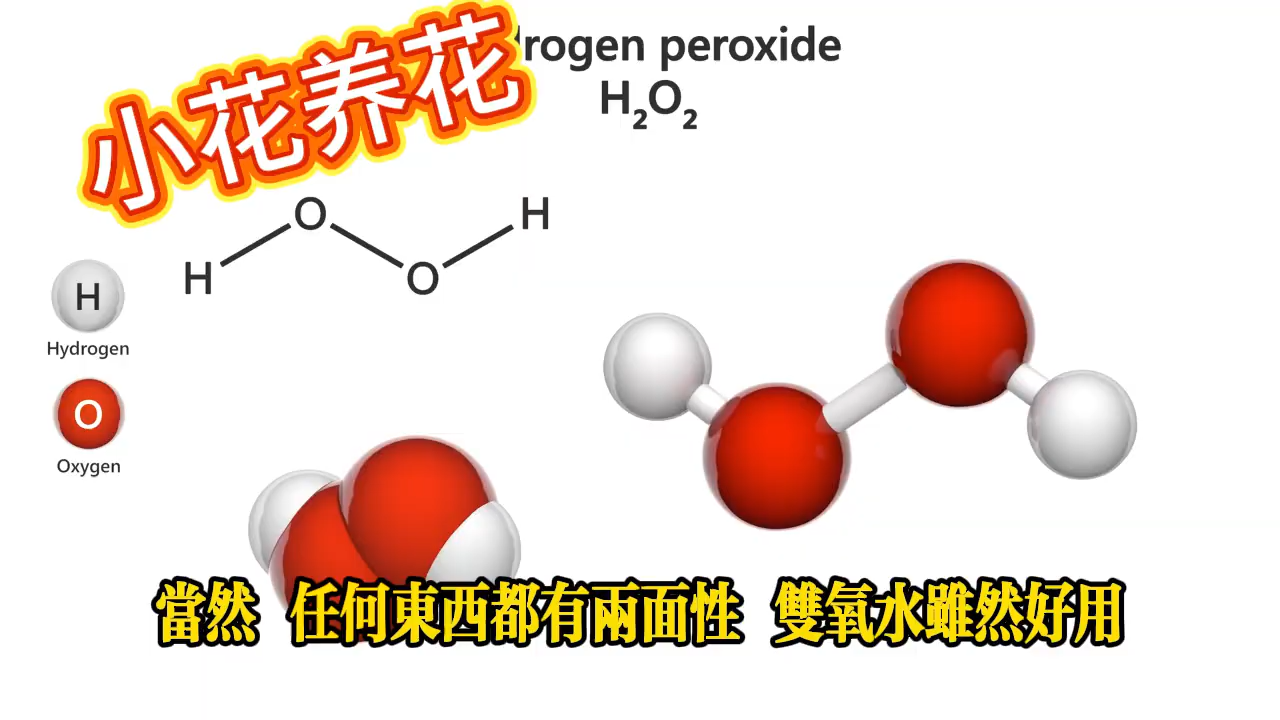 小花养花
rogen peroxide
H₂O₂
O
H
H
O
H
Hydrogen
O
Oxygen
當然 任何東西都有兩面性 雙氧水雖然好用